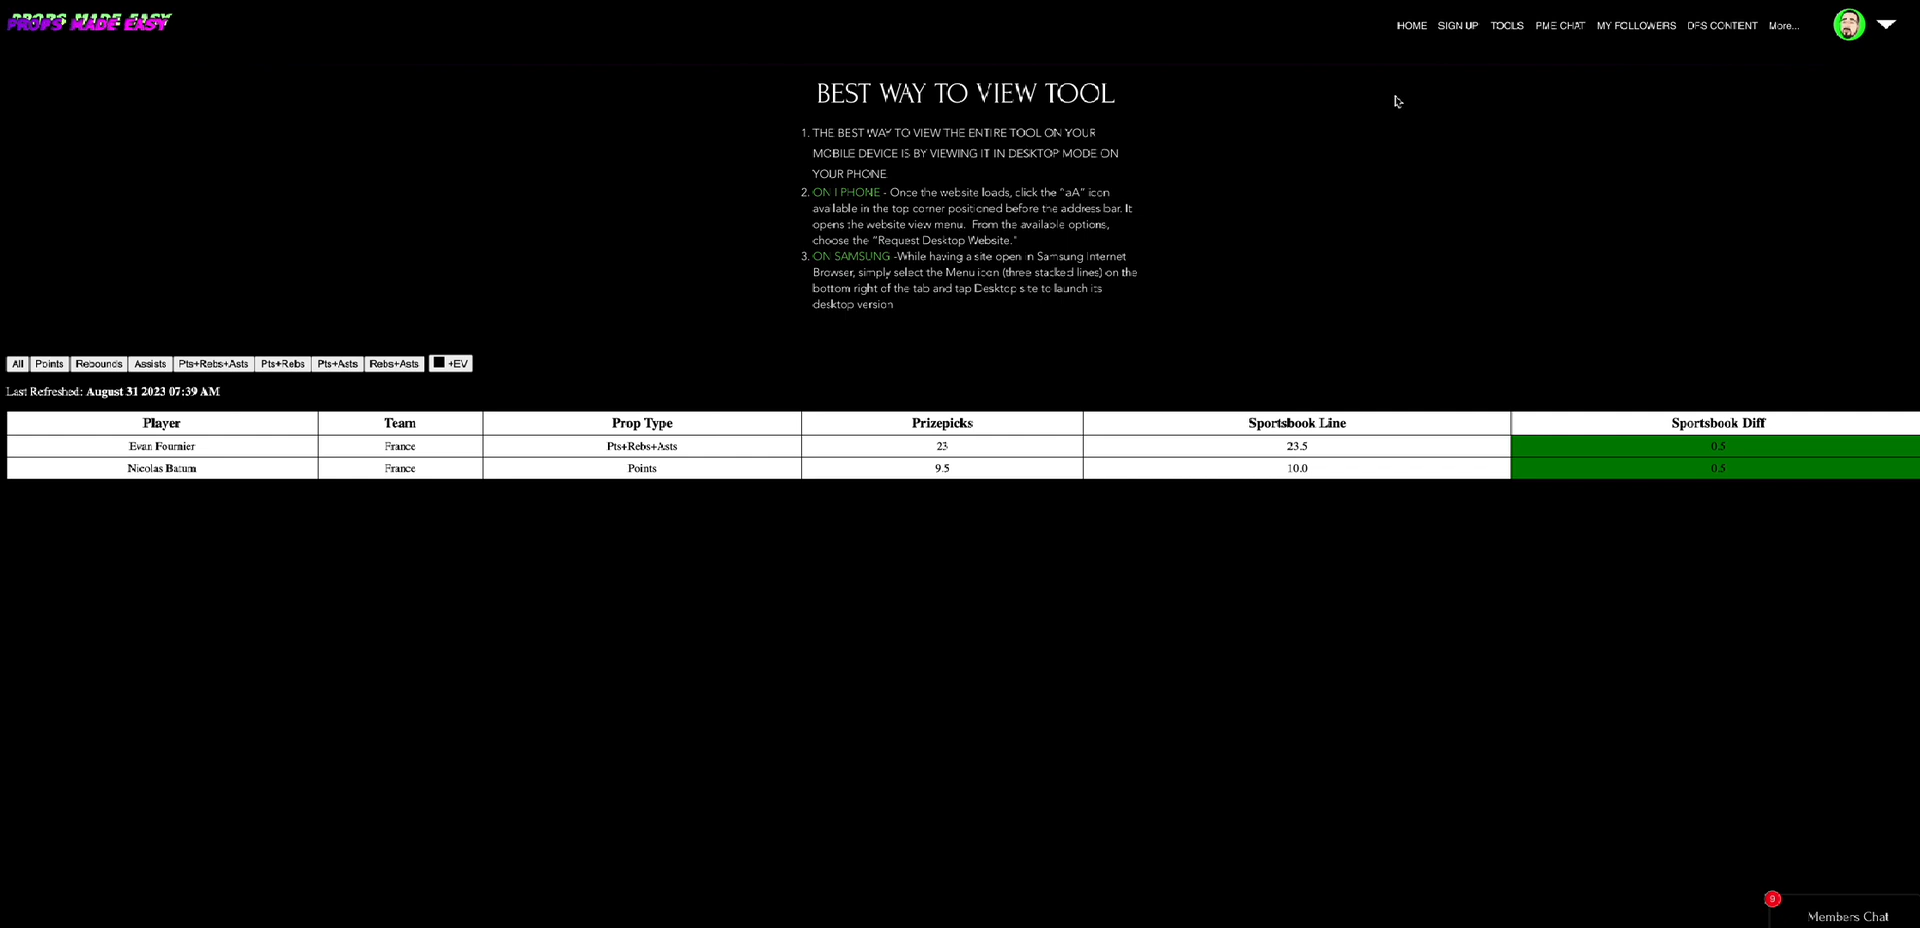 PROPS MADE EASY
HOME SIGN UP TOOLS PME CHAT MY FOLLOWERS DFS CONTENT More...
BEST WAY TO VIEW TOOL
1. THE BEST WAY TO VIEW THE ENTIRE TOOL ON YOUR
MOBILE DEVICE IS BY VIEWING IT IN DESKTOP MODE ON
YOUR PHONE
2. ON I PHONE - Once the website loads, click the “aA” icon
available in the top corner positioned before the address bar. It
opens the website view menu. From the available options,
choose the “Request Desktop Website."
3. ON SAMSUNG -While having a site open in Samsung Internet
Browser, simply select the Menu icon (three stacked lines) on the
bottom right of the tab and tap Desktop site to launch its
desktop version
All Points Rebounds Assists Pts+Rebs+Asts Pts+Rebs Pts+Asts Rebs+Asts +EV
Last Refreshed: August 31 2023 07:39 AM
Player Team Prop Type Prizepicks Sportsbook Line Sportsbook Diff
Evan Fournier France Pts+Rebs+Asts 23 23.5 0.5
Nicolas Batum France Points 9.5 10.0 0.5
9
Members Chat